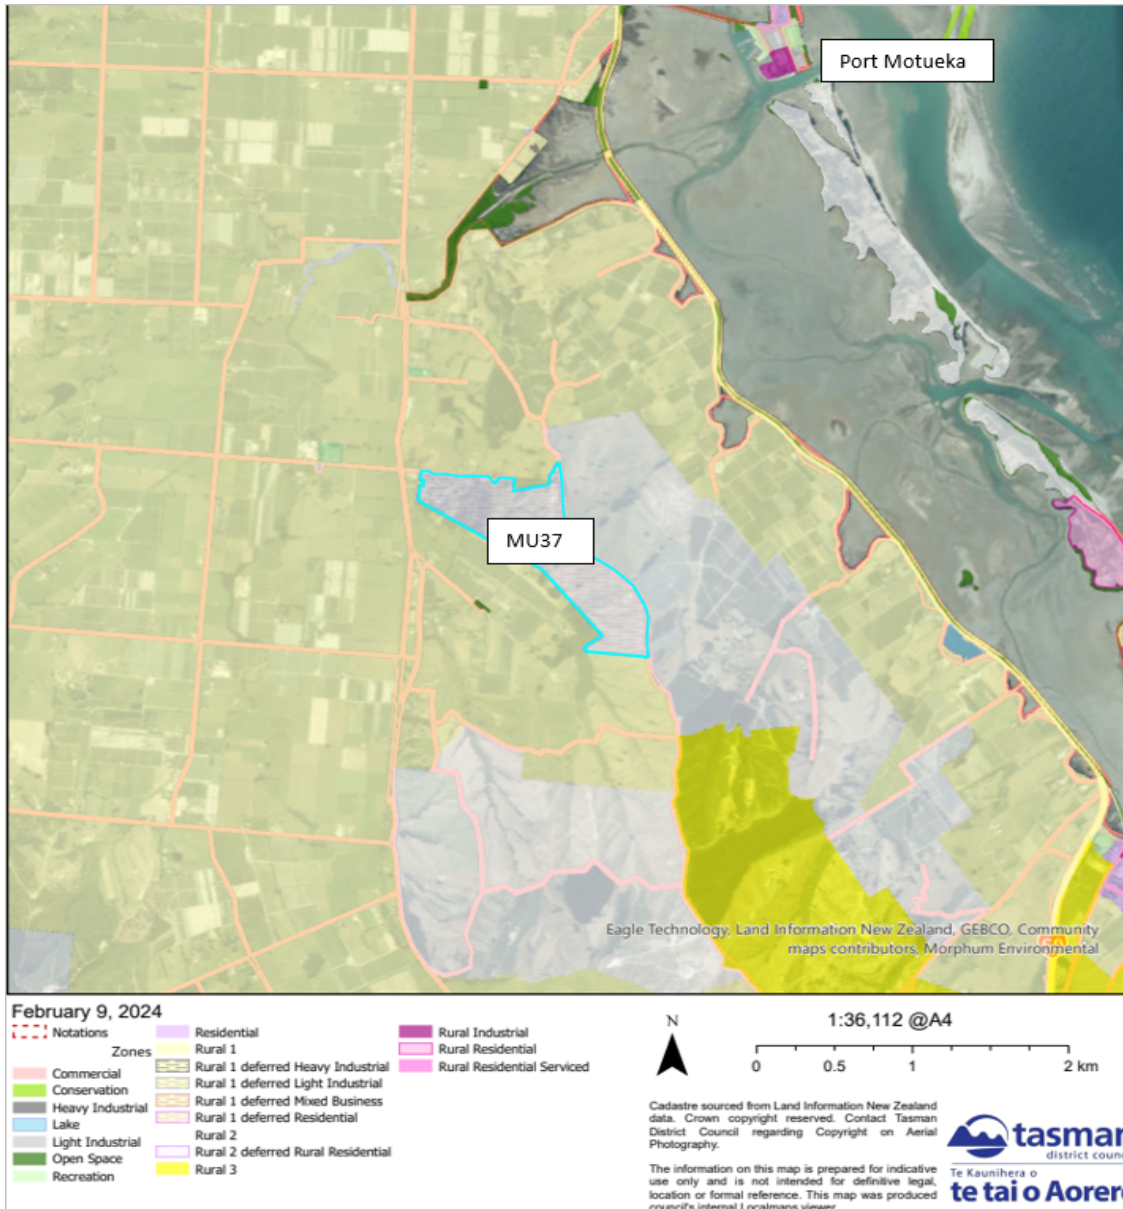 Port Motueka
MU37
Eagle Technology, Land Information New Zealand, GEBCO, Community
maps contributors, Morphum Environmental
February 9, 2024
Notations
Zones
Commercial
Conservation
Heavy Industrial
Lake
Light Industrial
Open Space
Recreation
Residential
Rural 1
Rural 1 deferred Heavy Industrial
Rural 1 deferred Light Industrial
Rural 1 deferred Mixed Business
Rural 1 deferred Residential
Rural 2
Rural 2 deferred Rural Residential
Rural 3
Rural Industrial
Rural Residential
Rural Residential Serviced
N
1:36,112 @A4
0 0.5 1 2 km
Cadastre sourced from Land Information New Zealand
data. Crown copyright reserved. Contact Tasman
District Council regarding Copyright on Aerial
Photography.
The information on this map is prepared for indicative
use only and is not intended for definitive legal,
location or formal reference. This map was produced
council's internal Localmaps viewer
tasman
district counc
Te Kaunihera o
te tai o Aorere